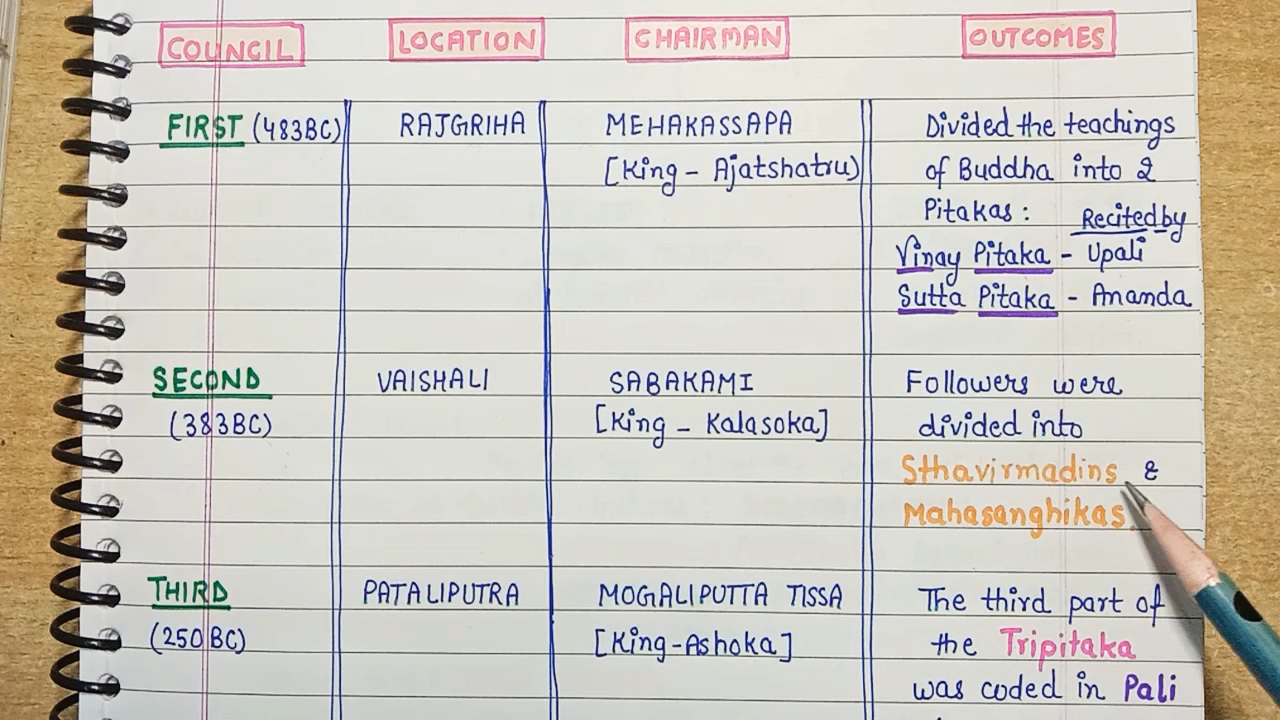 COUNCIL LOCATION CHAIRMAN OUTCOMES
FIRST (483BC) RAJGRIHA MEHAKASSAPA Divided the teachings
[King - Ajatshatru) of Buddha into 2
Pitakas: Recited by
Vinay Pitaka - Upali
Sutta Pitaka - Ananda
SECOND VAISHALI SABAKAMI Followers were
(383BC) [King - Kalasoka] divided into
Sthavirmadins &
Mahasanghikas.
THIRD PATALIPUTRA MOGALIPUTTA TISSA The third part of
(250BC) [King-Ashoka] the Tripitaka
was coded in Pali